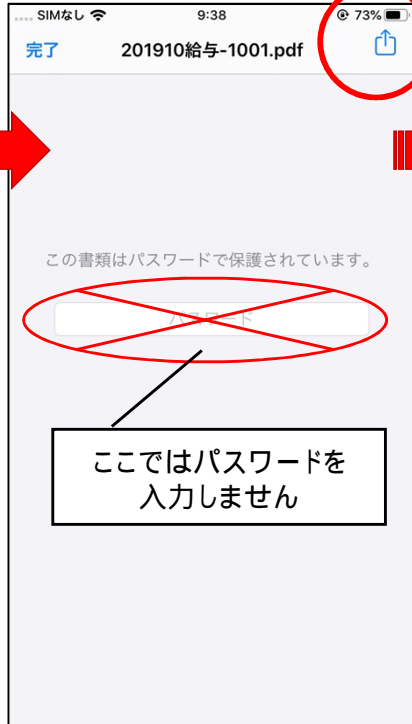 SIMなし 9:38 73%
完了 201910給与-1001.pdf
この書類はパスワードで保護されています。
パスワード
ここではパスワードを
入力しません